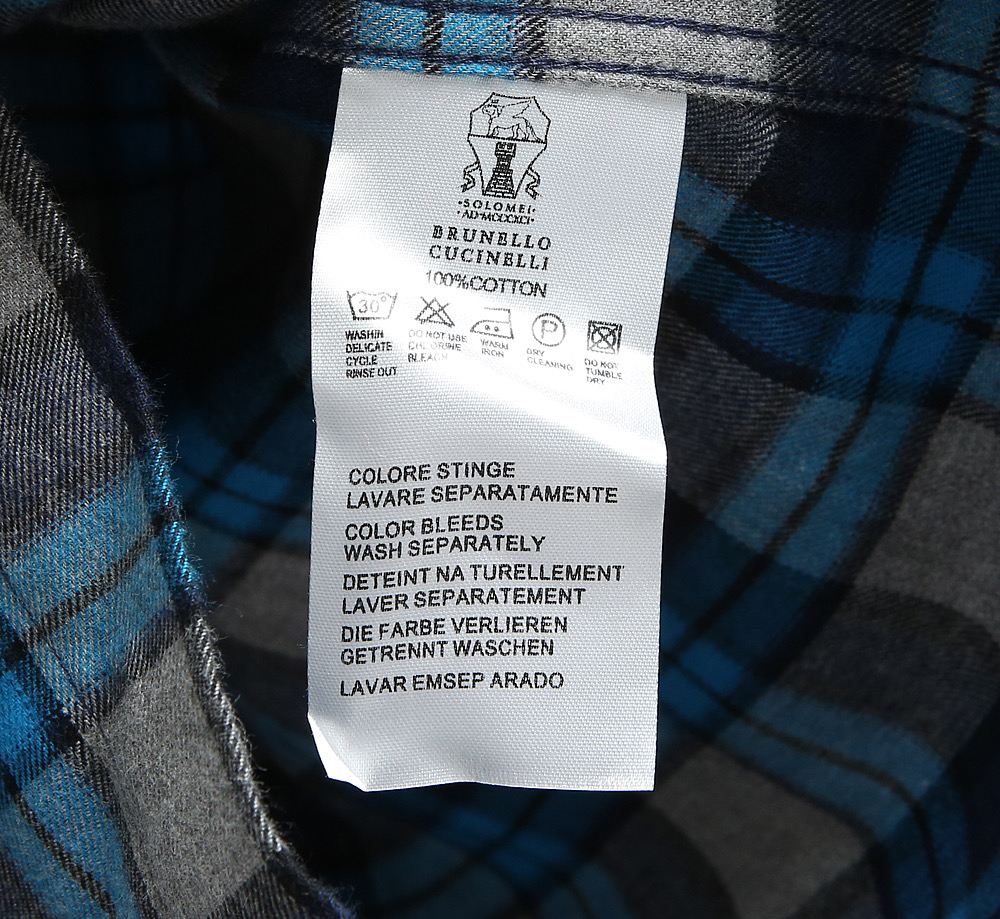 ·SOLOMEI·
·AD·MCCCXCI·
BRUNELLO
CUCINELLI
100%COTTON
30°
WASH IN
DELICATE
CYCLE
RINSE OUT
DO NOT USE
CHLORINE
BLEACH
WARM
IRON
P
DRY
CLEANING
DO NOT
TUMBLE
DRY
COLORE STINGE
LAVARE SEPARATAMENTE
COLOR BLEEDS
WASH SEPARATELY
DETEINT NA TURELLEMENT
LAVER SEPARATEMENT
DIE FARBE VERLIEREN
GETRENNT WASCHEN
LAVAR EMSEP ARADO